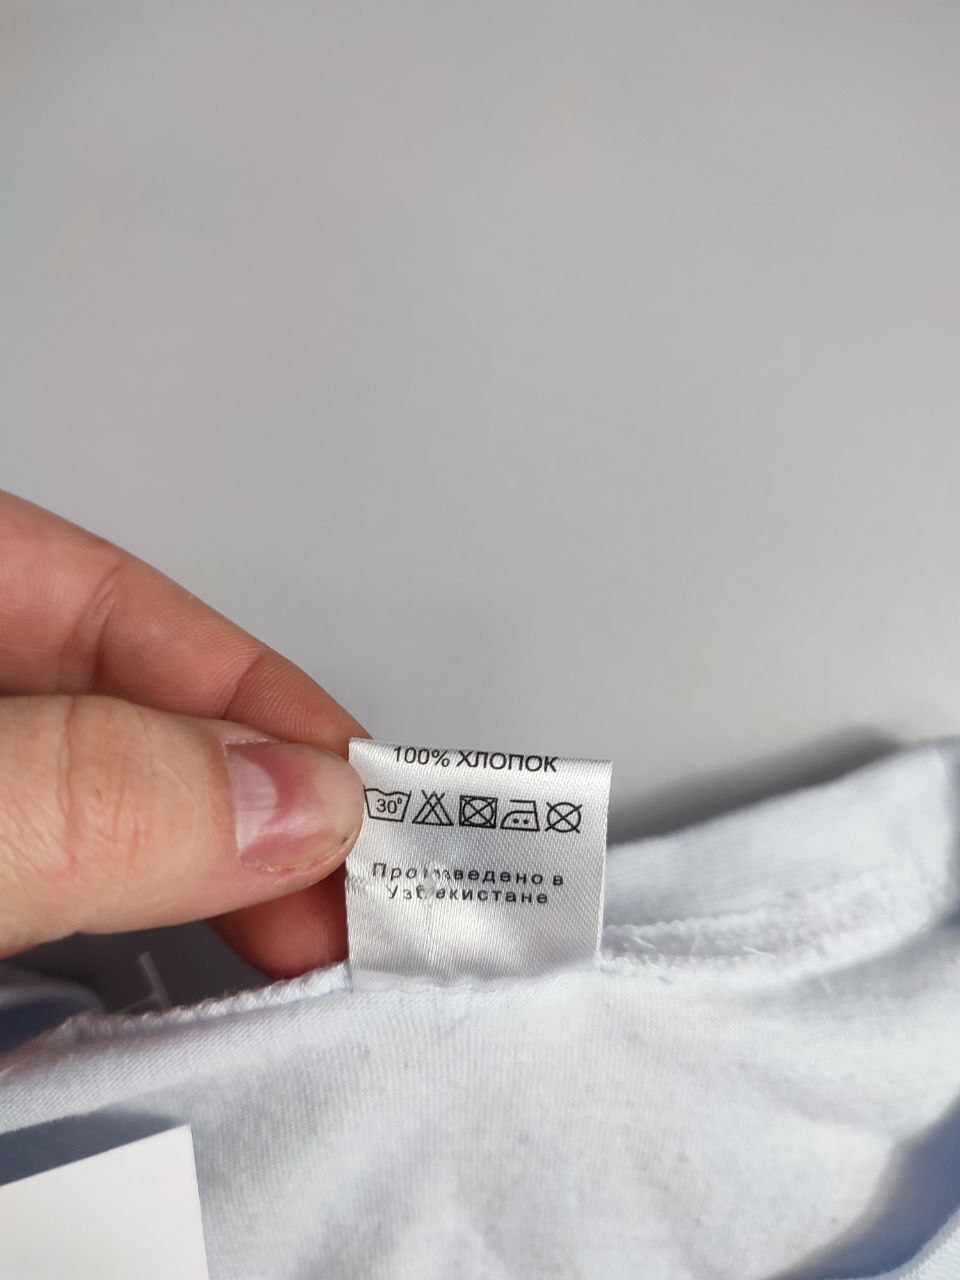 100% ХЛОПОК
30°
Произведено в
Узбекистане